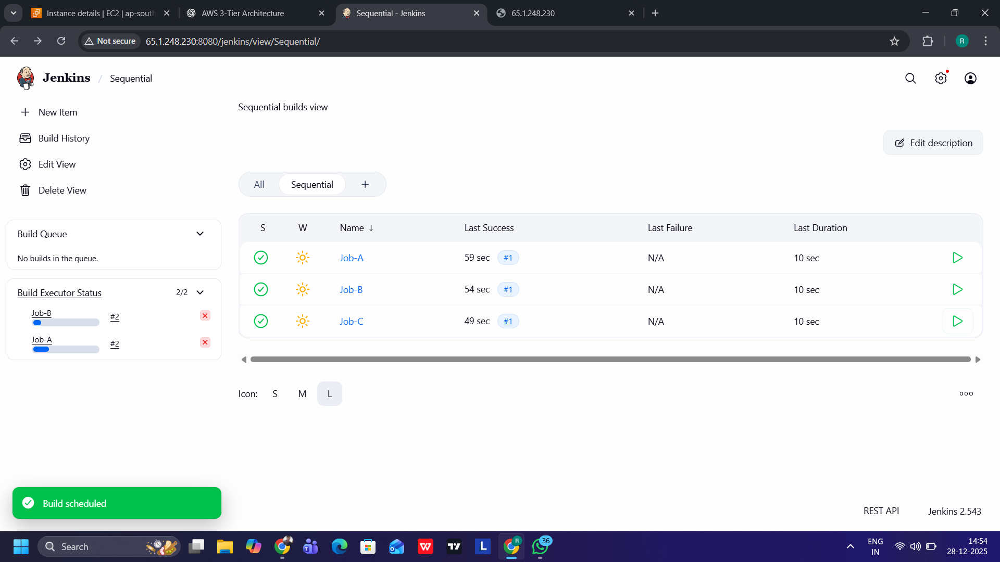 Instance details | EC2 | ap-south
AWS 3-Tier Architecture
Sequential - Jenkins
65.1.248.230
Not secure
65.1.248.230:8080/jenkins/view/Sequential/
R
Jenkins / Sequential
New Item
Build History
Edit View
Delete View
Build Queue
No builds in the queue.
Build Executor Status 2/2
Job-B #2
Job-A #2
Sequential builds view
Edit description
All Sequential +
S W Name ↓ Last Success Last Failure Last Duration
Job-A 59 sec #1 N/A 10 sec
Job-B 54 sec #1 N/A 10 sec
Job-C 49 sec #1 N/A 10 sec
Icon: S M L
Build scheduled
REST API Jenkins 2.543
Search
T
W
L
R
36
ENG
IN
14:54
28-12-2025